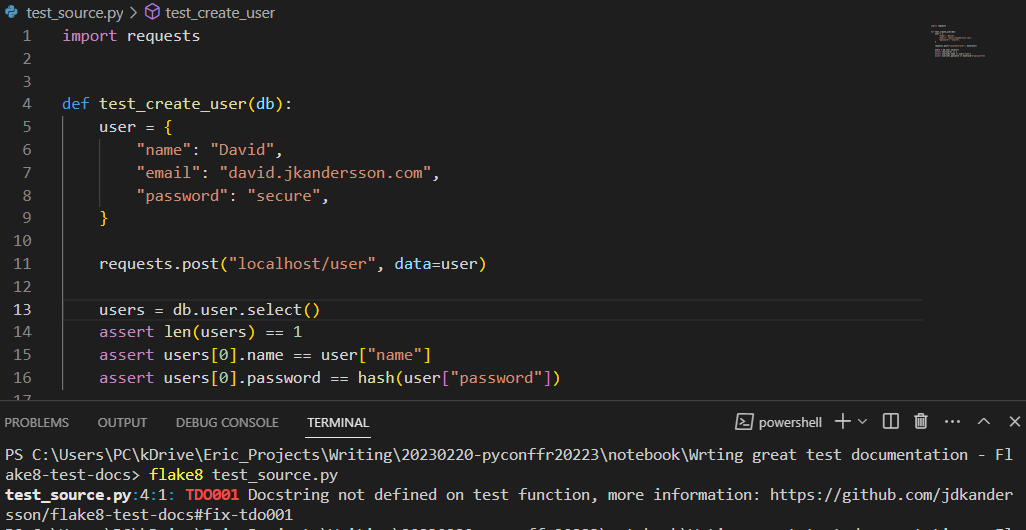 test_source.py > test_create_user
1 import requests
2
3
4 def test_create_user(db):
5 user = {
6 "name": "David",
7 "email": "david.jkandersson.com",
8 "password": "secure",
9 }
10
11 requests.post("localhost/user", data=user)
12
13 users = db.user.select()
14 assert len(users) == 1
15 assert users[0].name == user["name"]
16 assert users[0].password == hash(user["password"])
17
PROBLEMS OUTPUT DEBUG CONSOLE TERMINAL powershell
PS C:\Users\PC\kDrive\Eric_Projects\Writing\20230220-pyconffr20223\notebook\Wrting great test documentation - Fl
ake8-test-docs> flake8 test_source.py
test_source.py:4:1: TDO001 Docstring not defined on test function, more information: https://github.com/jdkander
sson/flake8-test-docs#fix-tdo001